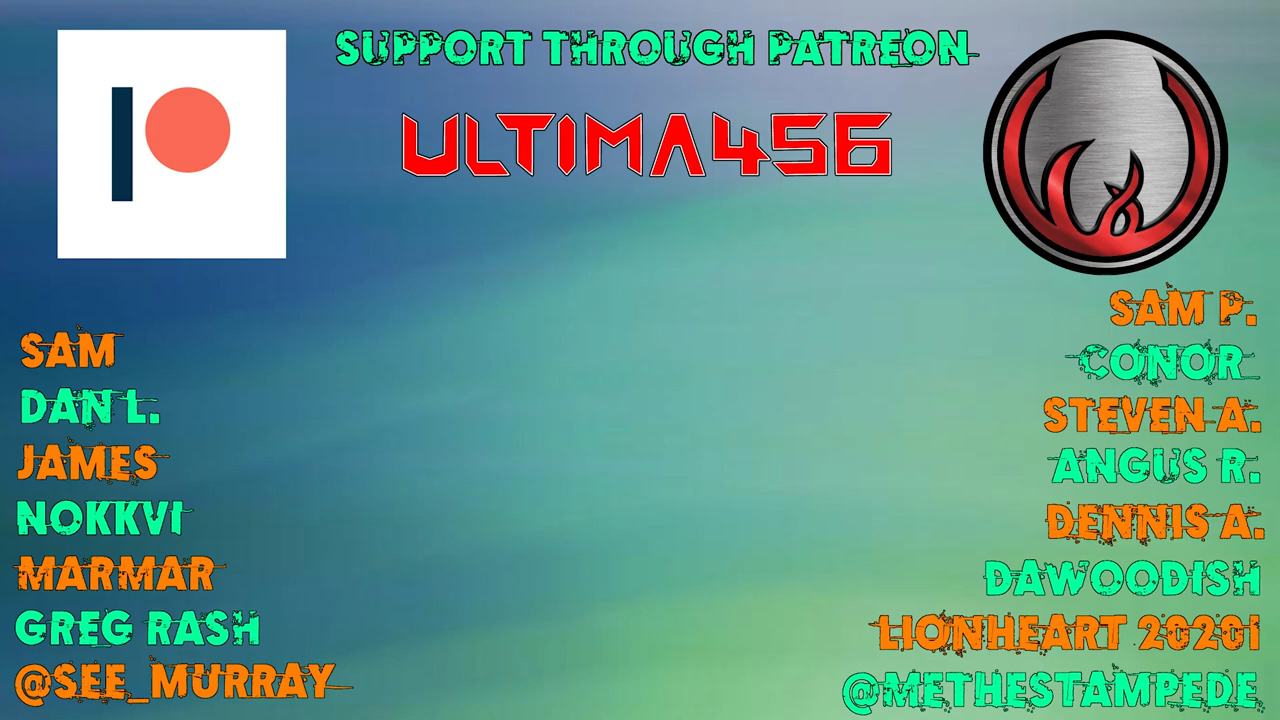 SUPPORT THROUGH PATREON
ULTIMA456
SAM
DAN L.
JAMES
NOKKVI
MARMAR
GREG RASH
@SEE_MURRAY
SAM P.
CONOR
STEVEN A.
ANGUS R.
DENNIS A.
DAWOODISH
LIONHEART 20201
@METHESTAMPEDE